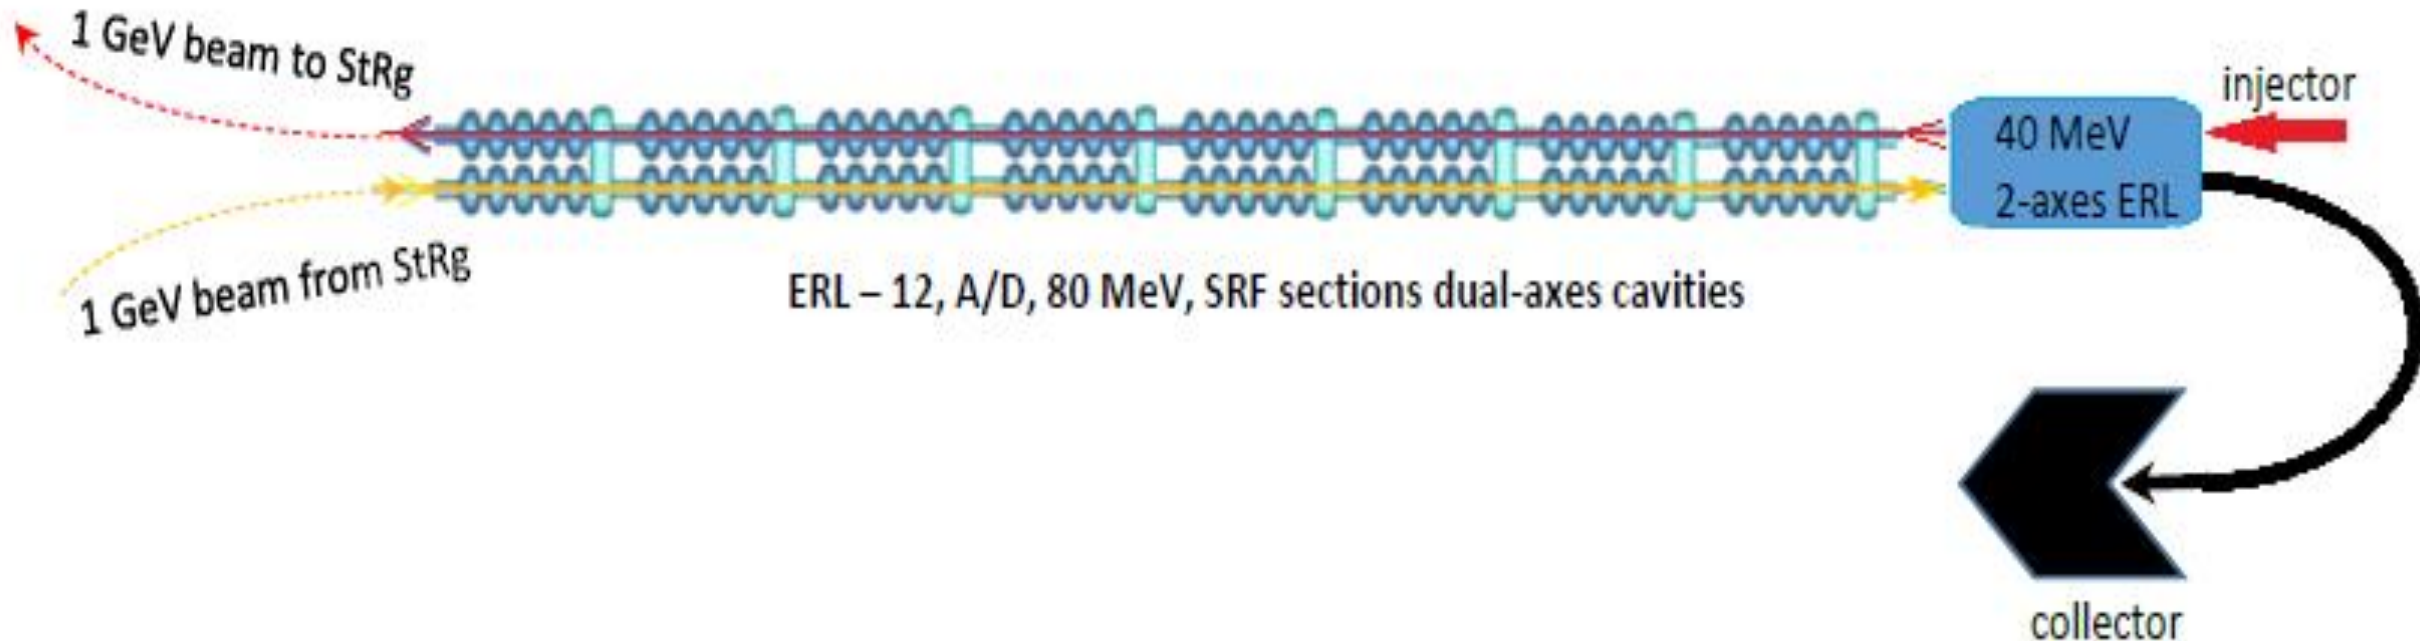 1 GeV beam to StRg
injector
40 MeV
2-axes ERL
1 GeV beam from StRg
ERL – 12, A/D, 80 MeV, SRF sections dual-axes cavities
collector